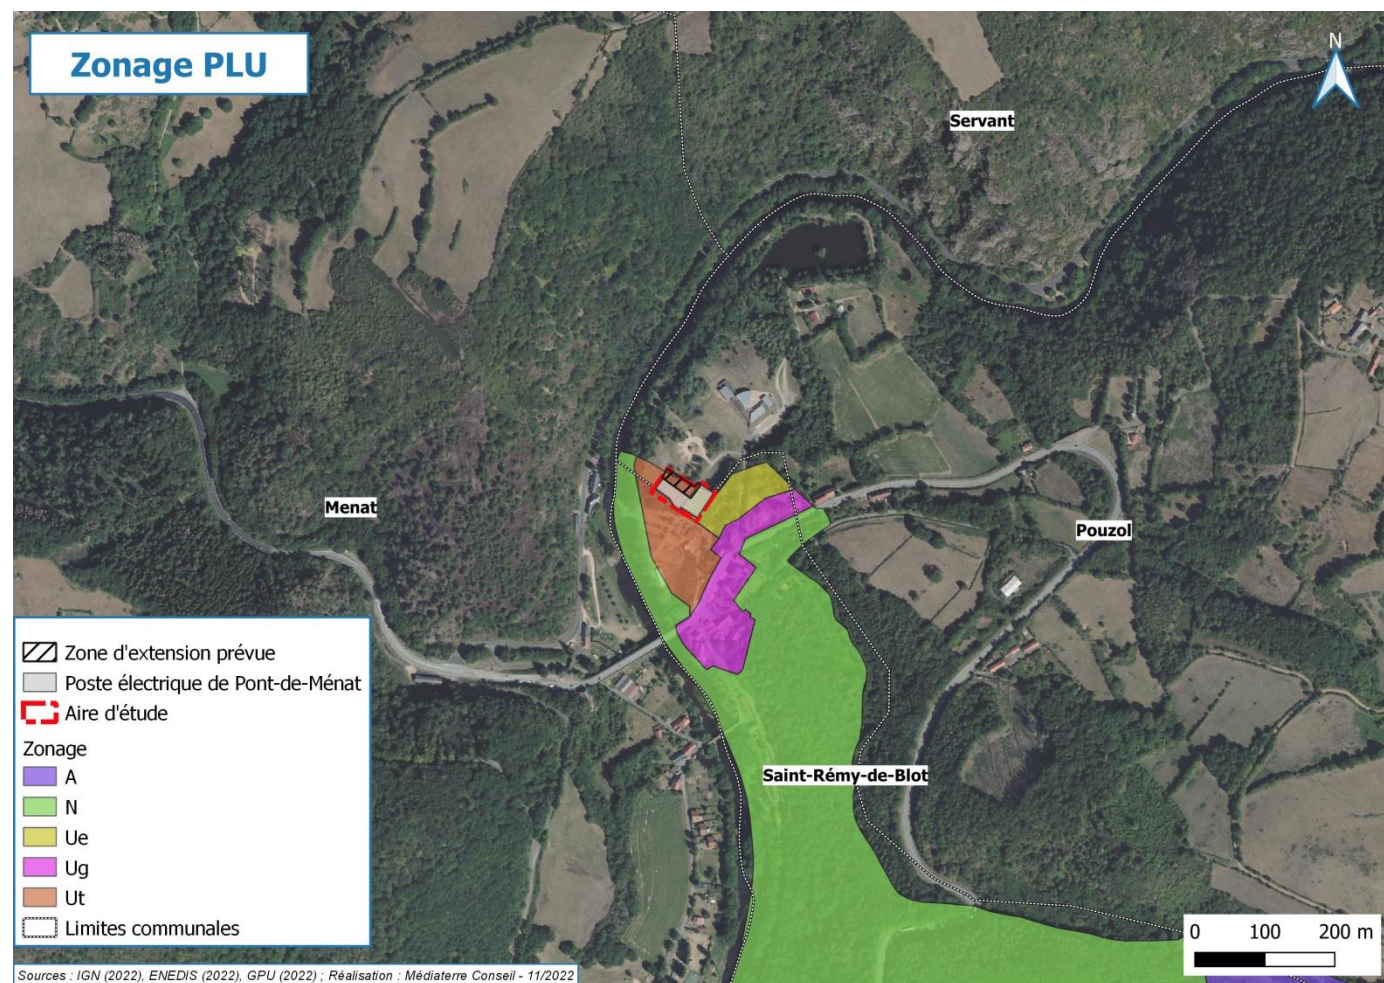 Zonage PLU
N
Servant
Menat
Pouzol
Saint-Rémy-de-Blot
Zone d'extension prévue
Poste électrique de Pont-de-Ménat
Aire d'étude
Zonage
A
N
Ue
Ug
Ut
Limites communales
0 100 200 m
Sources : IGN (2022), ENEDIS (2022), GPU (2022) ; Réalisation : Médiaterre Conseil - 11/2022